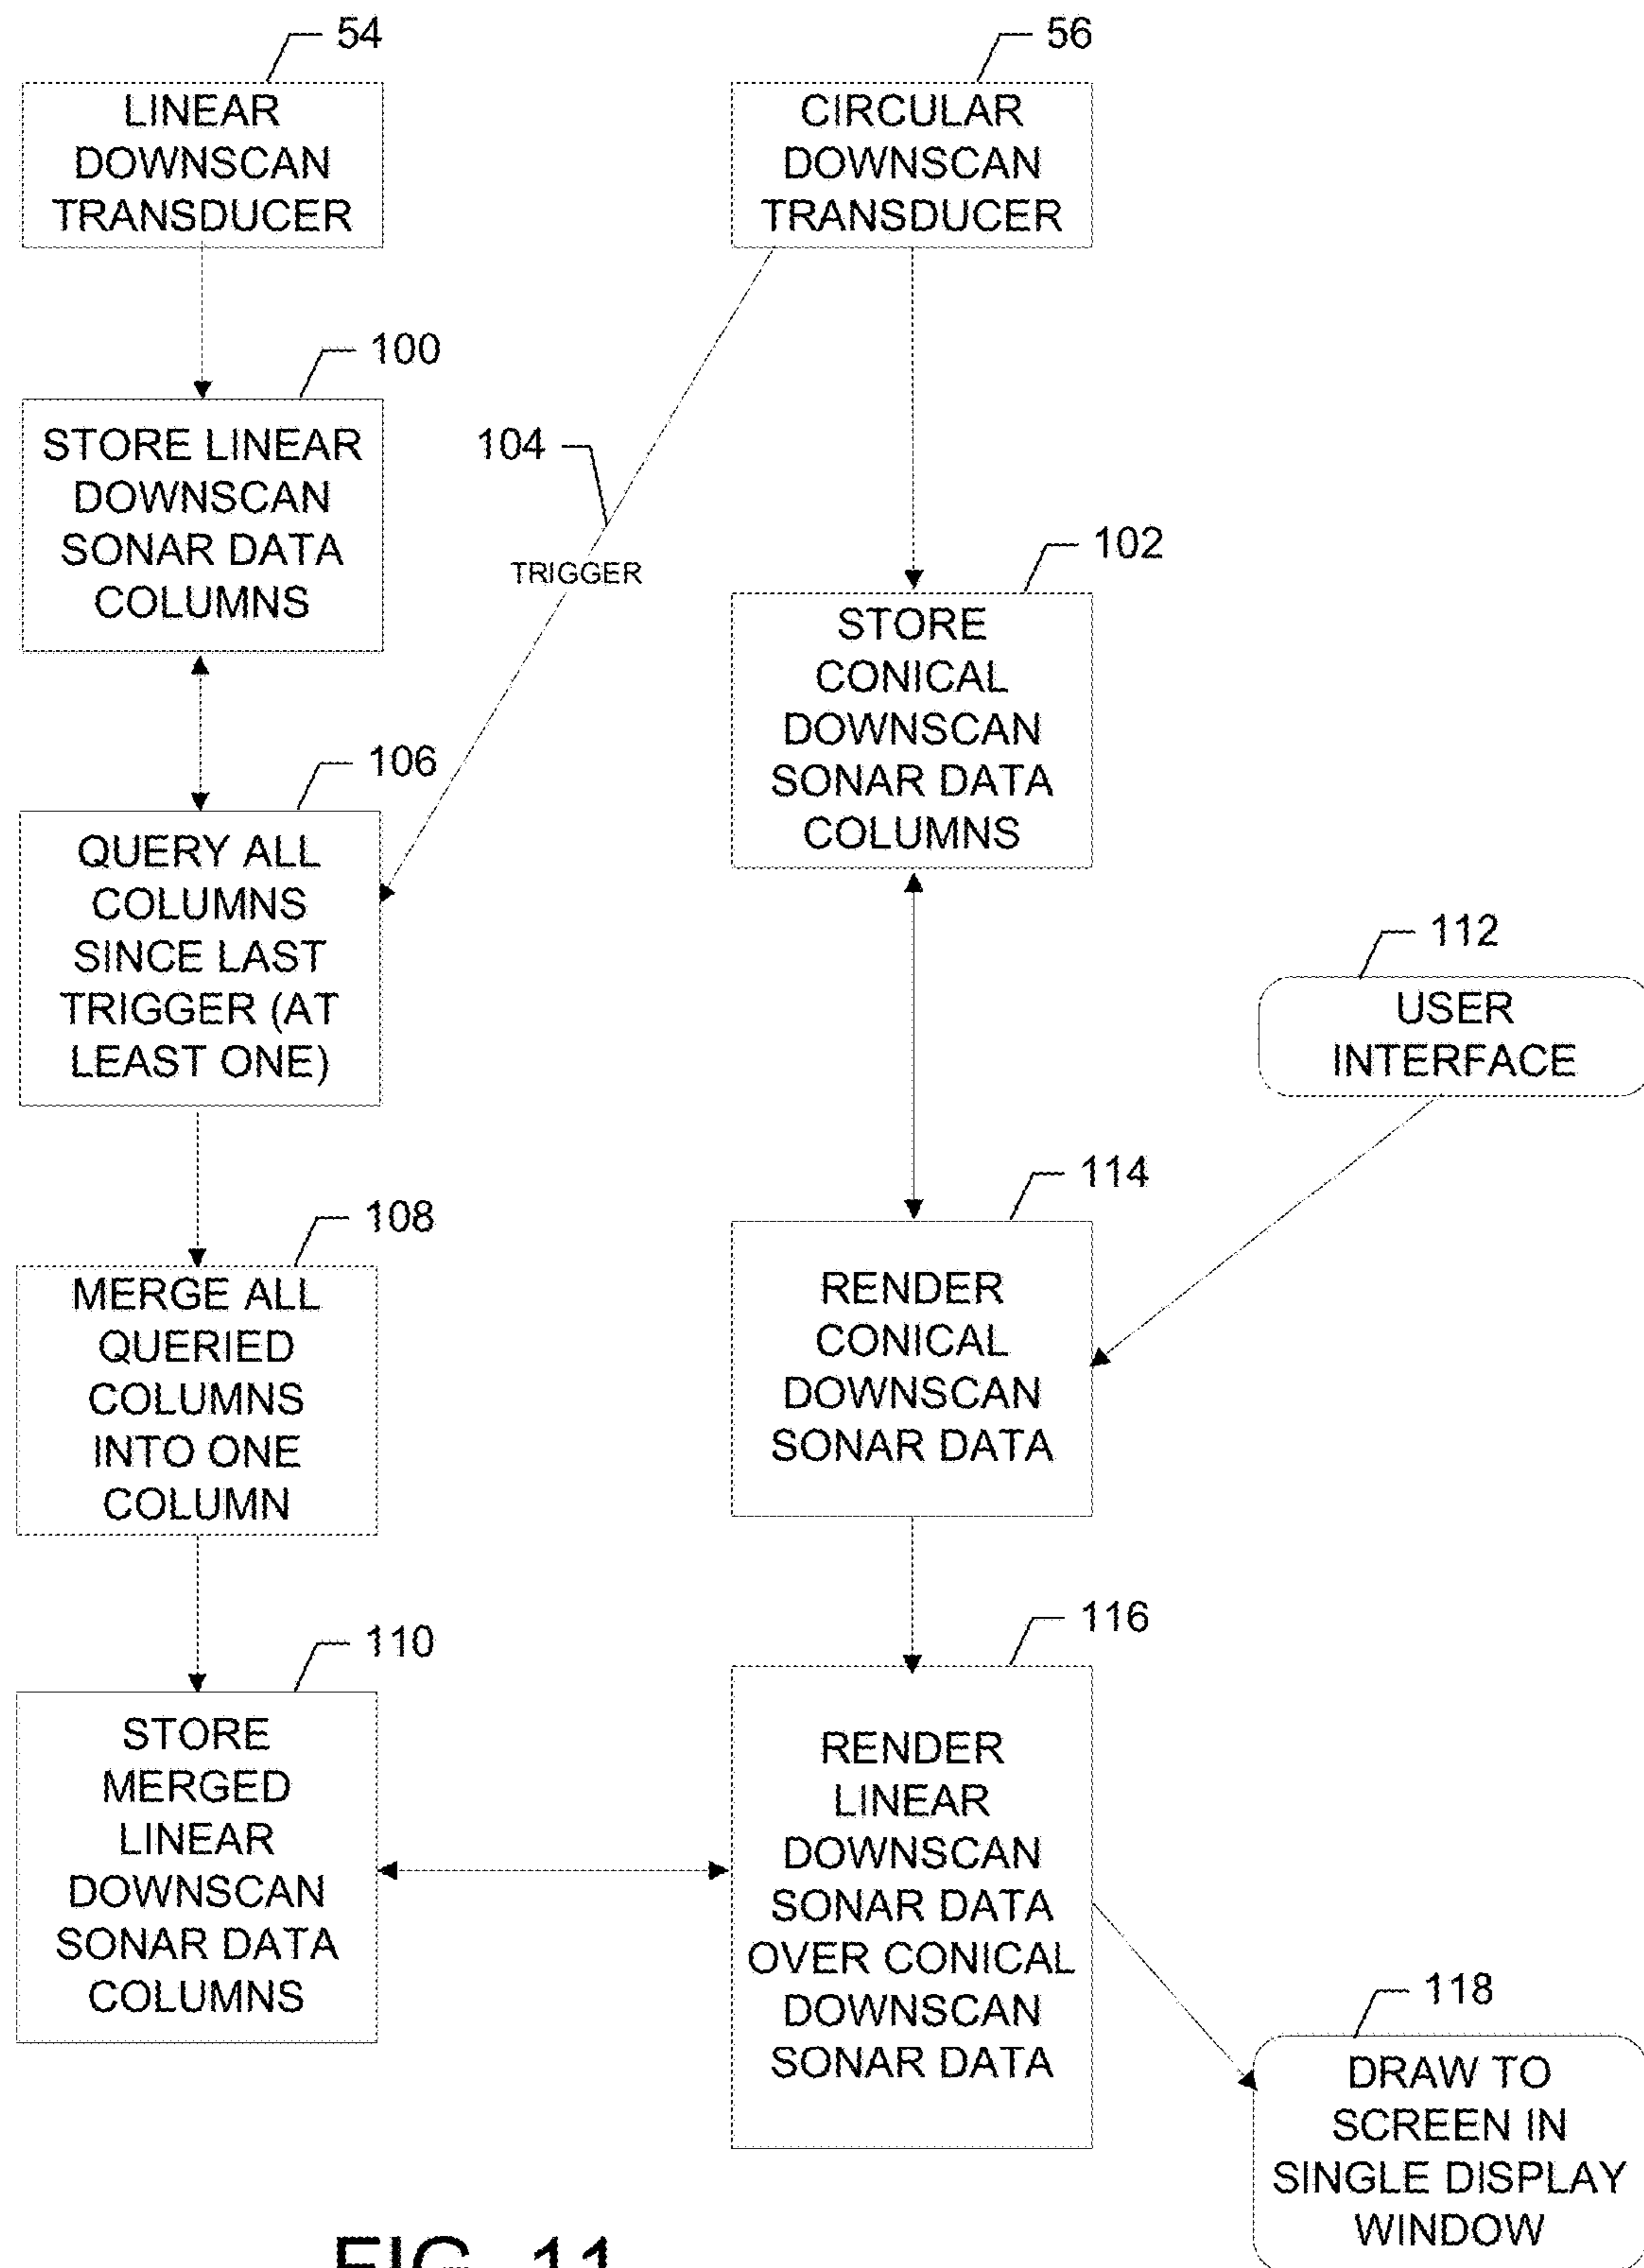 54
LINEAR
DOWNSCAN
TRANSDUCER
56
CIRCULAR
DOWNSCAN
TRANSDUCER
100
STORE LINEAR
DOWNSCAN
SONAR DATA
COLUMNS
104
TRIGGER
102
STORE
CONICAL
DOWNSCAN
SONAR DATA
COLUMNS
106
QUERY ALL
COLUMNS
SINCE LAST
TRIGGER (AT
LEAST ONE)
112
USER
INTERFACE
108
MERGE ALL
QUERIED
COLUMNS
INTO ONE
COLUMN
114
RENDER
CONICAL
DOWNSCAN
SONAR DATA
110
STORE
MERGED
LINEAR
DOWNSCAN
SONAR DATA
COLUMNS
116
RENDER
LINEAR
DOWNSCAN
SONAR DATA
OVER CONICAL
DOWNSCAN
SONAR DATA
118
DRAW TO
SCREEN IN
SINGLE DISPLAY
WINDOW
FIG. 11